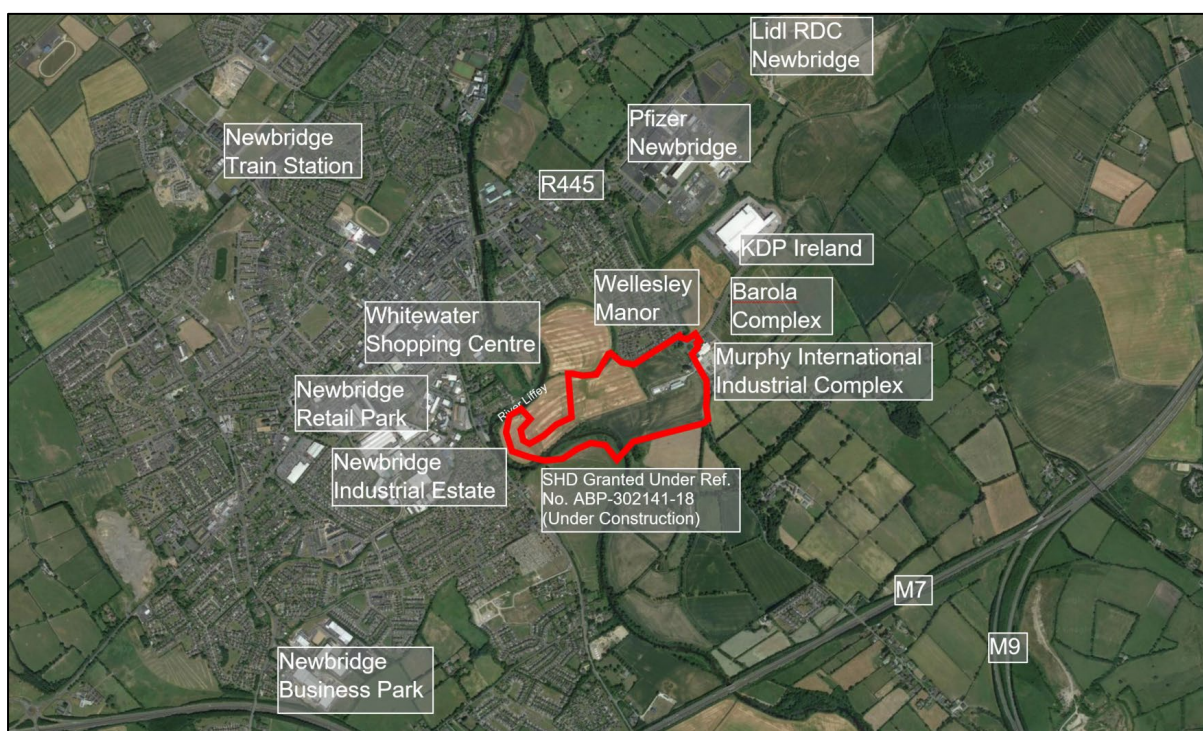 Lidl RDC
Newbridge
Pfizer
Newbridge
Newbridge
Train Station
R445
KDP Ireland
Wellesley
Manor
Barola
Complex
Whitewater
Shopping Centre
Murphy International
Industrial Complex
Newbridge
Retail Park
River Liffey
Newbridge
Industrial Estate
SHD Granted Under Ref.
No. ABP-302141-18
(Under Construction)
M7
M9
Newbridge
Business Park